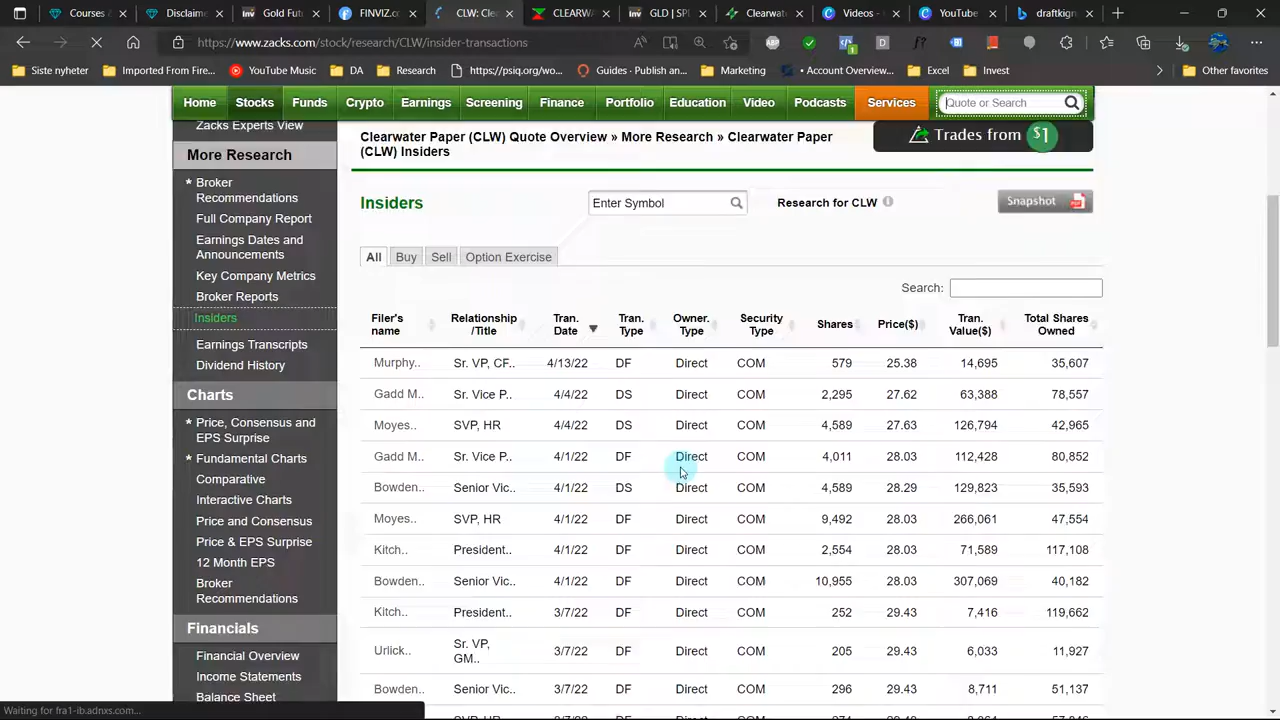 Courses &
Disclaime
Gold Futu
FINVIZ.co
CLW: Clea
CLEARWA
GLD | SP
Clearwate
Videos -
YouTube
draftkign
https://www.zacks.com/stock/research/CLW/insider-transactions
Siste nyheter
Imported From Fire...
YouTube Music
DA
Research
https://psiq.org/wo...
Guides · Publish an...
Marketing
• Account Overview...
Excel
Invest
Other favorites
Home
Stocks
Funds
Crypto
Earnings
Screening
Finance
Portfolio
Education
Video
Podcasts
Services
Quote or Search
Zacks Experts View
More Research
* Broker
Recommendations
Full Company Report
Earnings Dates and
Announcements
Key Company Metrics
Broker Reports
Insiders
Earnings Transcripts
Dividend History
Charts
* Price, Consensus and
EPS Surprise
* Fundamental Charts
Comparative
Interactive Charts
Price and Consensus
Price & EPS Surprise
12 Month EPS
Broker
Recommendations
Financials
Financial Overview
Income Statements
Balance Sheet
Clearwater Paper (CLW) Quote Overview » More Research » Clearwater Paper
(CLW) Insiders
Trades from $1
Insiders
Enter Symbol
Research for CLW
Snapshot
All Buy Sell Option Exercise
Search:
Filer's name Relationship /Title Tran. Date Tran. Type Owner. Type Security Type Shares Price($) Tran. Value($) Total Shares Owned
Murphy.. Sr. VP, CF.. 4/13/22 DF Direct COM 579 25.38 14,695 35,607
Gadd M.. Sr. Vice P.. 4/4/22 DS Direct COM 2,295 27.62 63,388 78,557
Moyes.. SVP, HR 4/4/22 DS Direct COM 4,589 27.63 126,794 42,965
Gadd M.. Sr. Vice P.. 4/1/22 DF Direct COM 4,011 28.03 112,428 80,852
Bowden.. Senior Vic.. 4/1/22 DS Direct COM 4,589 28.29 129,823 35,593
Moyes.. SVP, HR 4/1/22 DF Direct COM 9,492 28.03 266,061 47,554
Kitch.. President.. 4/1/22 DF Direct COM 2,554 28.03 71,589 117,108
Bowden.. Senior Vic.. 4/1/22 DF Direct COM 10,955 28.03 307,069 40,182
Kitch.. President.. 3/7/22 DF Direct COM 252 29.43 7,416 119,662
Urlick.. Sr. VP, GM.. 3/7/22 DF Direct COM 205 29.43 6,033 11,927
Bowden.. Senior Vic.. 3/7/22 DF Direct COM 296 29.43 8,711 51,137
Waiting for fra1-ib.adnxs.com...